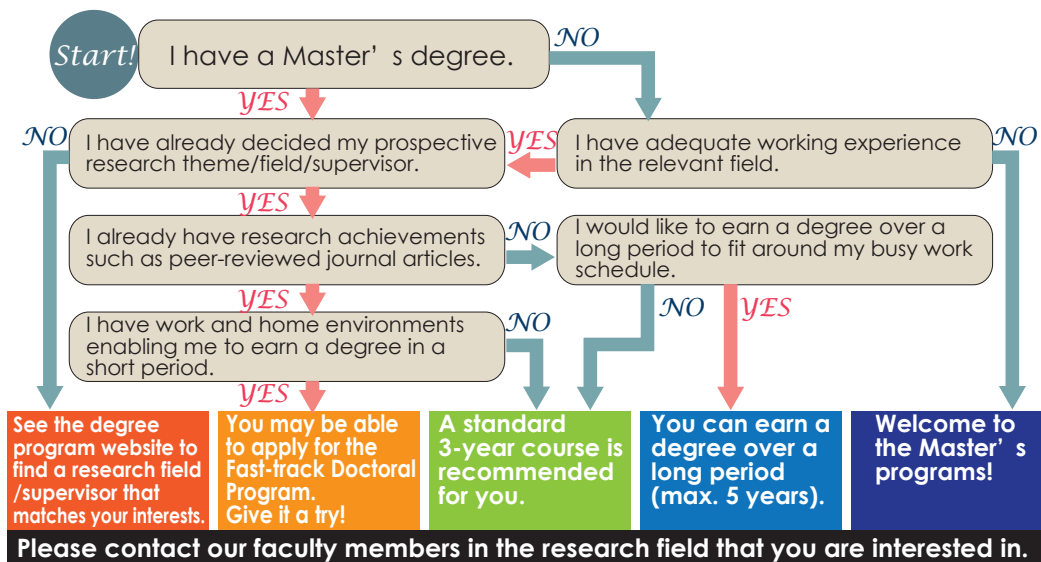 Start!
I have a Master’ s degree.
NO
YES
NO
I have already decided my prospective
research theme/field/supervisor.
YES
I have adequate working experience
in the relevant field.
NO
YES
I already have research achievements
such as peer-reviewed journal articles.
NO
I would like to earn a degree over a
long period to fit around my busy work
schedule.
YES
I have work and home environments
enabling me to earn a degree in a
short period.
NO
NO
YES
YES
See the degree
program website to
find a research field
/supervisor that
matches your interests.
You may be able
to apply for the
Fast-track Doctoral
Program.
Give it a try!
A standard
3-year course is
recommended
for you.
You can earn a
degree over a
long period
(max. 5 years).
Welcome to
the Master’ s
programs!
Please contact our faculty members in the research field that you are interested in.